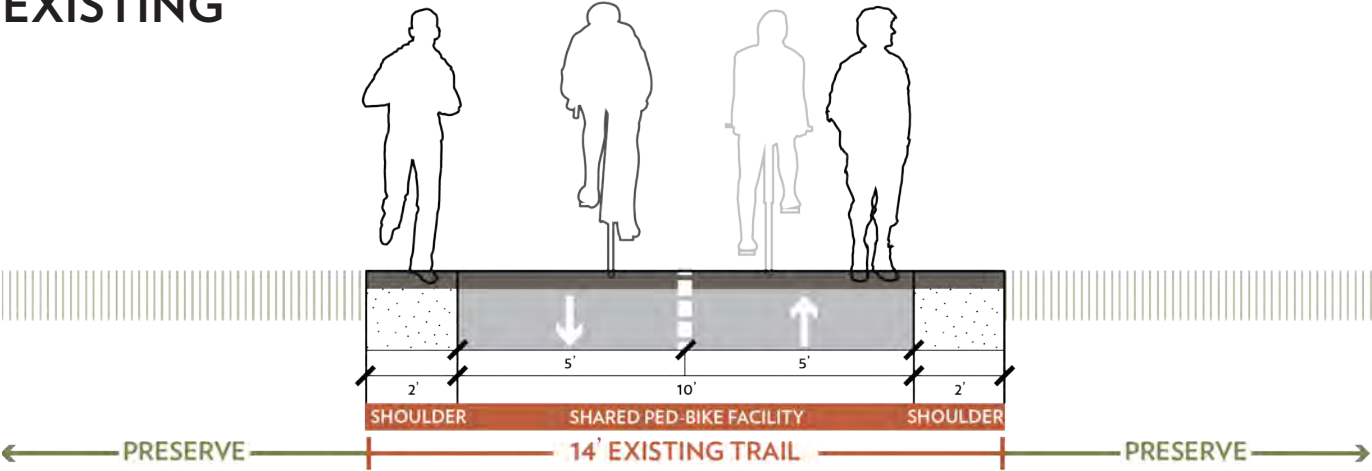 EXISTING
5' 5'
2' 10' 2'
SHOULDER SHARED PED-BIKE FACILITY SHOULDER
PRESERVE 14' EXISTING TRAIL PRESERVE